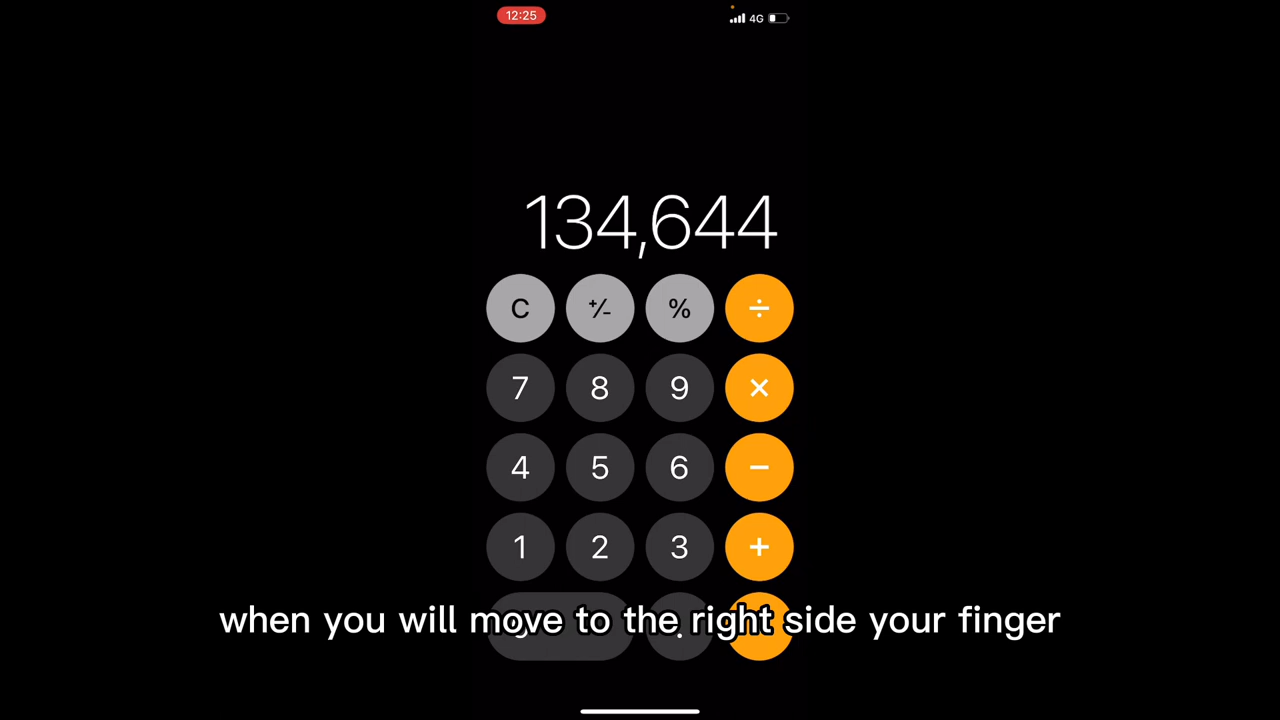 12:25
4G
134,644
C +/- % ÷
7 8 9 ×
4 5 6 −
1 2 3 +
when you will move to the right side your finger
.